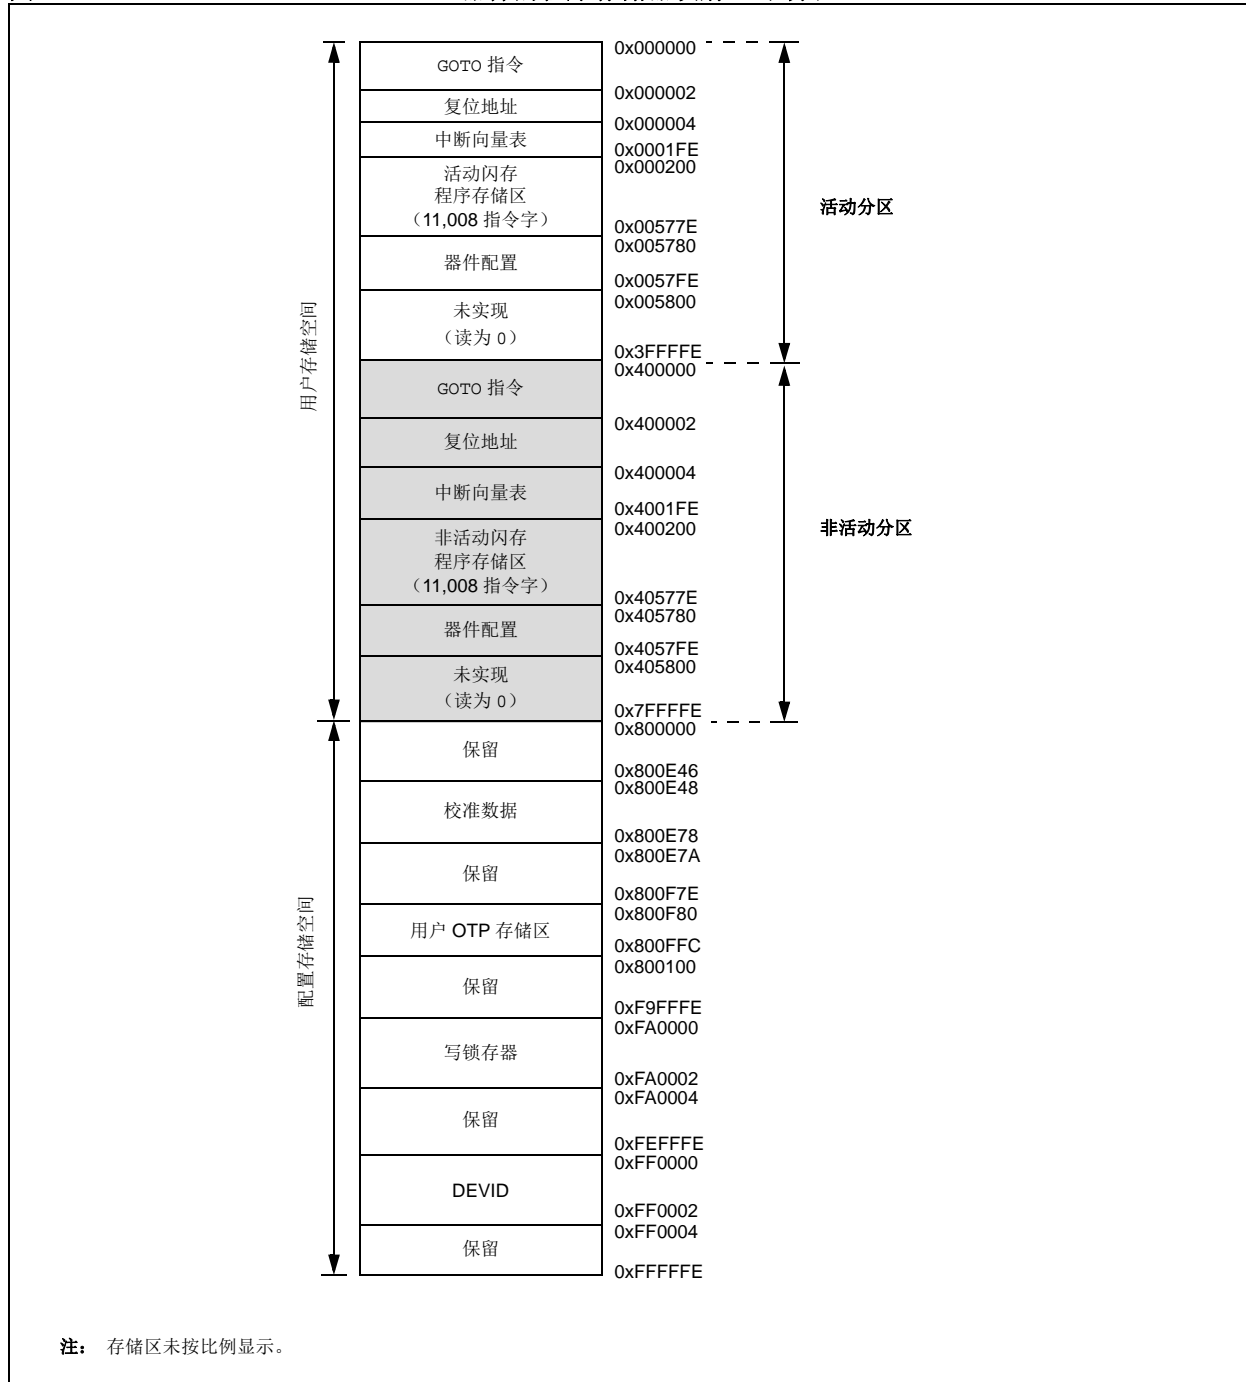 GOTO 指令
复位地址
中断向量表
活动闪存
程序存储区
（11,008 指令字）
器件配置
未实现
（读为 0）
GOTO 指令
复位地址
中断向量表
非活动闪存
程序存储区
（11,008 指令字）
器件配置
未实现
（读为 0）
保留
校准数据
保留
用户 OTP 存储区
保留
写锁存器
保留
DEVID
保留
0x000000
0x000002
0x000004
0x0001FE
0x000200
0x00577E
0x005780
0x0057FE
0x005800
0x3FFFFE
0x400000
0x400002
0x400004
0x4001FE
0x400200
0x40577E
0x405780
0x4057FE
0x405800
0x7FFFFE
0x800000
0x800E46
0x800E48
0x800E78
0x800E7A
0x800F7E
0x800F80
0x800FFC
0x800100
0xF9FFFE
0xFA0000
0xFA0002
0xFA0004
0xFEFFFE
0xFF0000
0xFF0002
0xFF0004
0xFFFFFE
用户存储空间
配置存储空间
活动分区
非活动分区
注： 存储区未按比例显示。